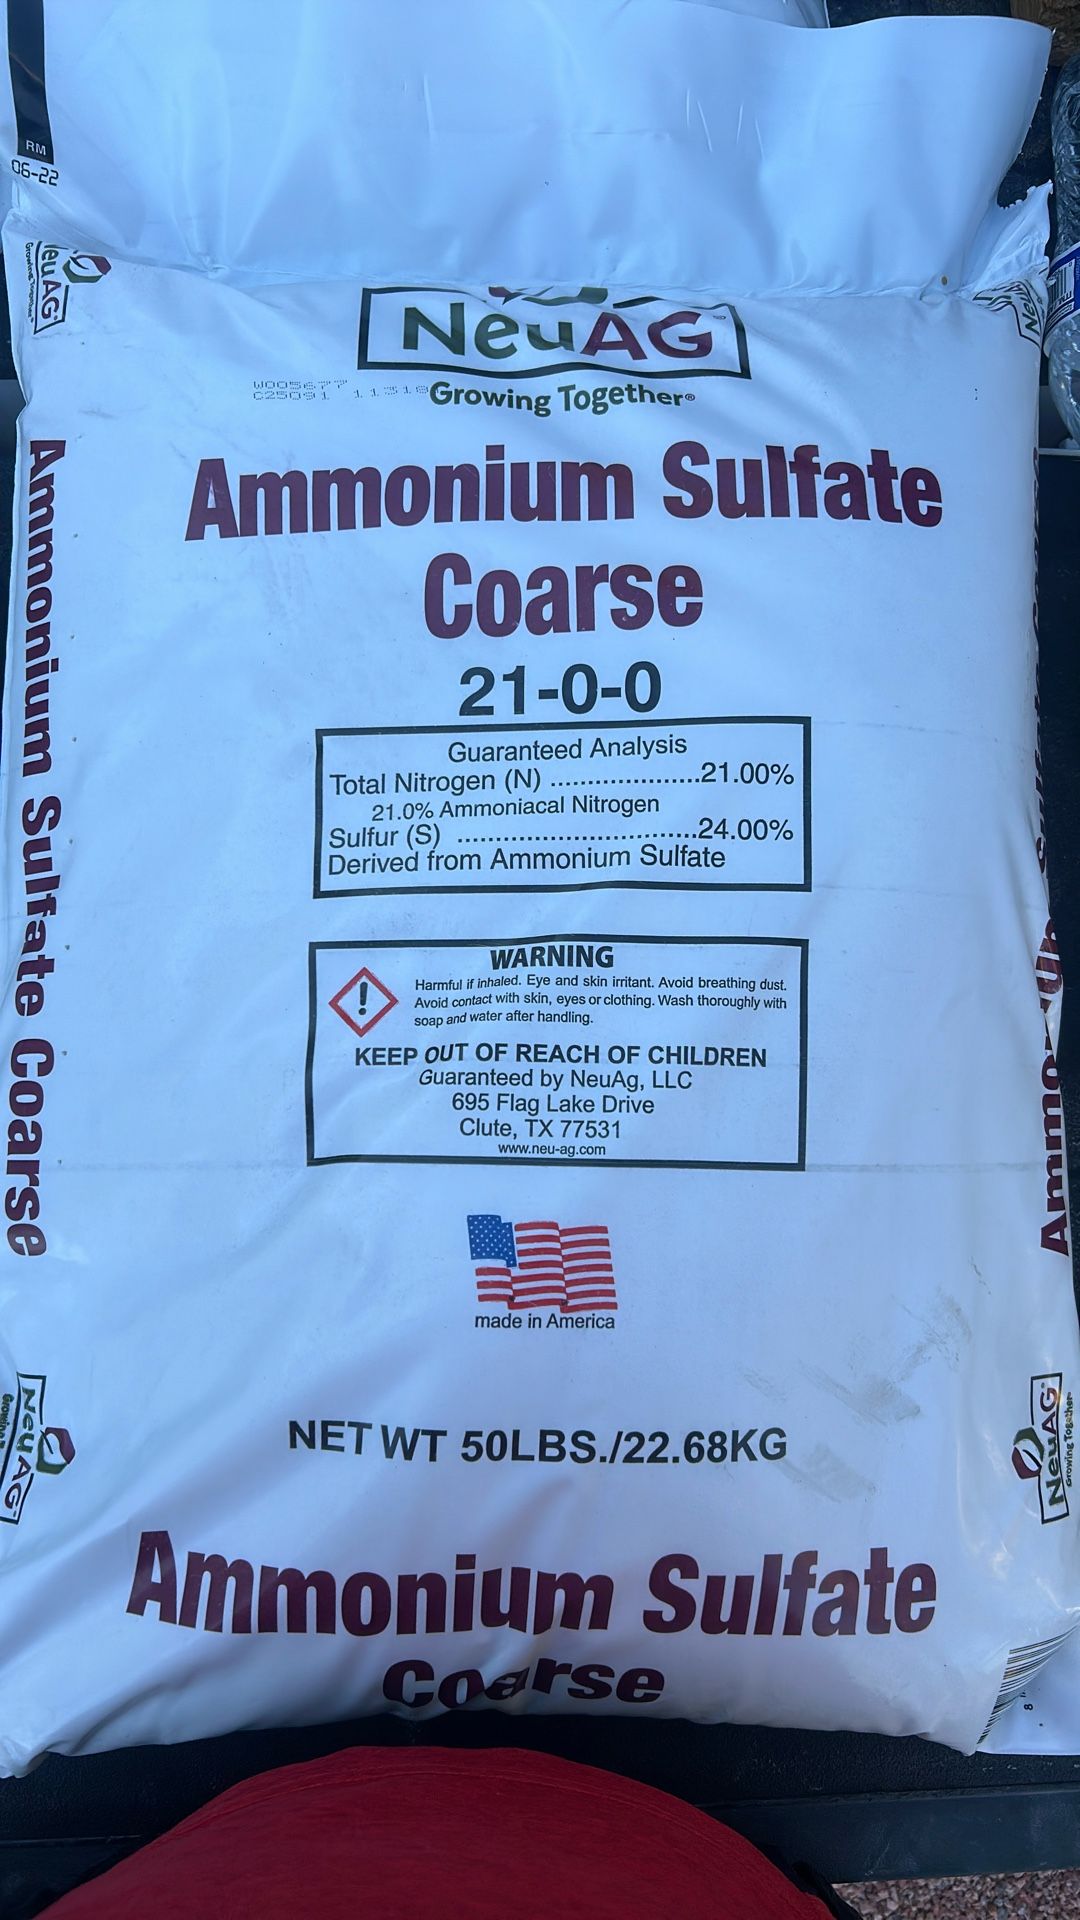 RM
06-22
NeuAG
Growing Together®
W005677
C25091 11318
Ammonium Sulfate
Coarse
21-0-0
Guaranteed Analysis
Total Nitrogen (N) ....................21.00%
21.0% Ammoniacal Nitrogen
Sulfur (S) ................................24.00%
Derived from Ammonium Sulfate
WARNING
Harmful if inhaled. Eye and skin irritant. Avoid breathing dust.
Avoid contact with skin, eyes or clothing. Wash thoroughly with
soap and water after handling.
KEEP OUT OF REACH OF CHILDREN
Guaranteed by NeuAg, LLC
695 Flag Lake Drive
Clute, TX 77531
www.neu-ag.com
made in America
NET WT 50LBS./22.68KG
Ammonium Sulfate
Coarse
Ammonium Sulfate Coarse
NeuAG
NeuAG
Growing Together
8